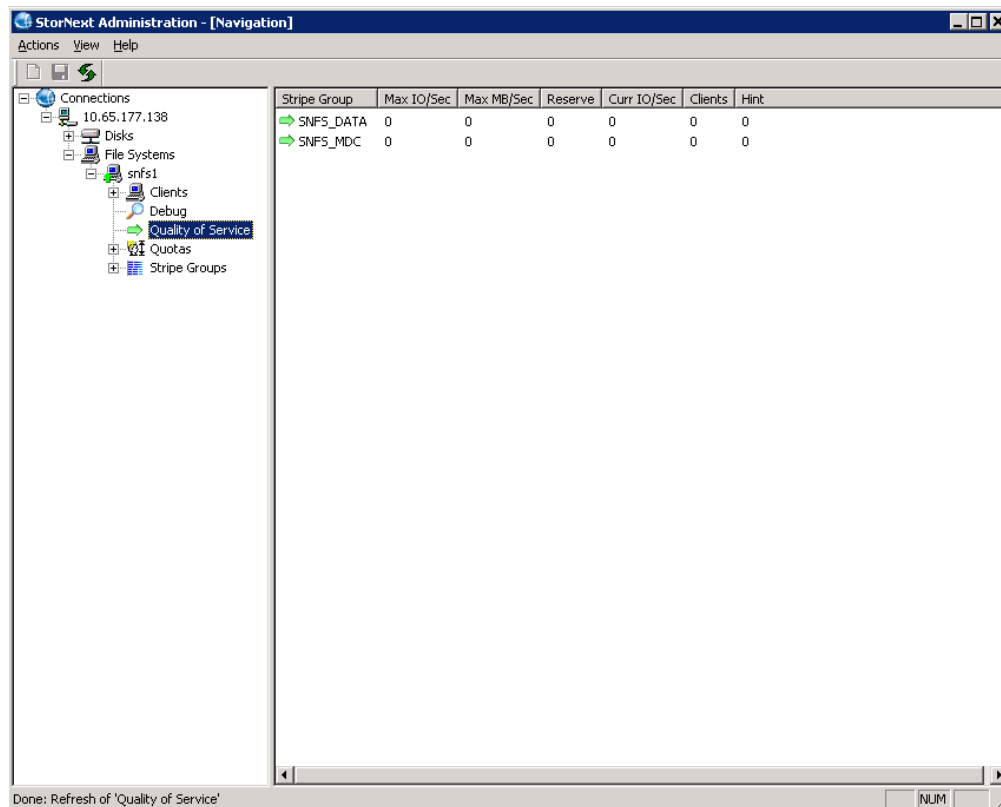 StorNext Administration - [Navigation]
Actions View Help
Connections
10.65.177.138
Disks
File Systems
snfs1
Clients
Debug
Quality of Service
Quotas
Stripe Groups
Stripe Group Max IO/Sec Max MB/Sec Reserve Curr IO/Sec Clients Hint
SNFS_DATA 0 0 0 0 0 0
SNFS_MDC 0 0 0 0 0 0
Done: Refresh of 'Quality of Service'
NUM